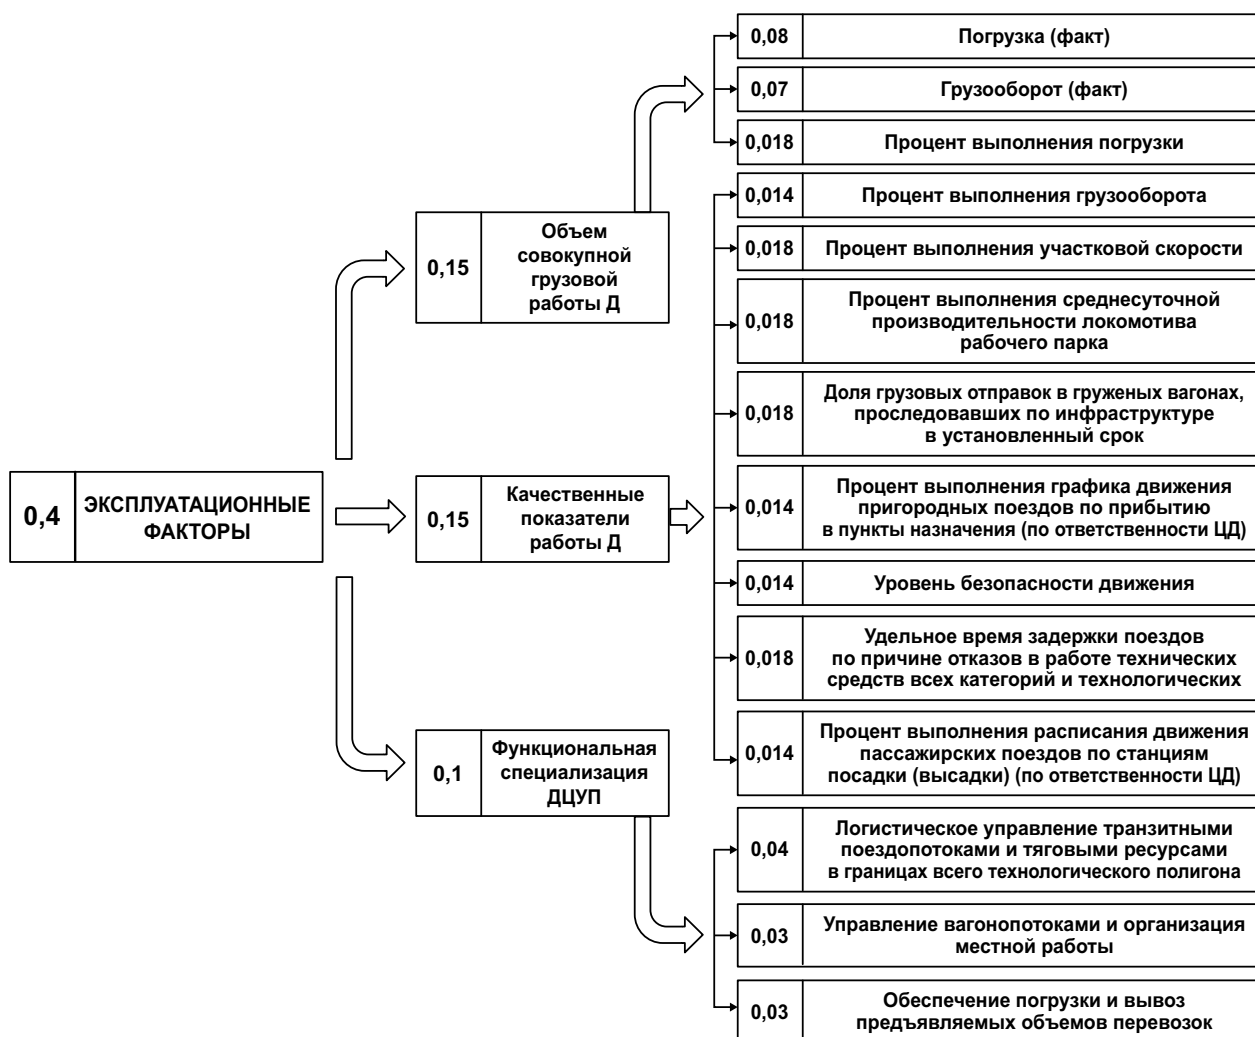 0,4
ЭКСПЛУАТАЦИОННЫЕ
ФАКТОРЫ
0,15
Объем
совокупной
грузовой
работы Д
0,15
Качественные
показатели
работы Д
0,1
Функциональная
специализация
ДЦУП
0,08
Погрузка (факт)
0,07
Грузооборот (факт)
0,018
Процент выполнения погрузки
0,014
Процент выполнения грузооборота
0,018
Процент выполнения участковой скорости
0,018
Процент выполнения среднесуточной
производительности локомотива
рабочего парка
0,018
Доля грузовых отправок в груженых вагонах,
проследовавших по инфраструктуре
в установленный срок
0,014
Процент выполнения графика движения
пригородных поездов по прибытию
в пункты назначения (по ответственности ЦД)
0,014
Уровень безопасности движения
0,018
Удельное время задержки поездов
по причине отказов в работе технических
средств всех категорий и технологических
0,014
Процент выполнения расписания движения
пассажирских поездов по станциям
посадки (высадки) (по ответственности ЦД)
0,04
Логистическое управление транзитными
поездопотоками и тяговыми ресурсами
в границах всего технологического полигона
0,03
Управление вагонопотоками и организация
местной работы
0,03
Обеспечение погрузки и вывоз
предъявляемых объемов перевозок